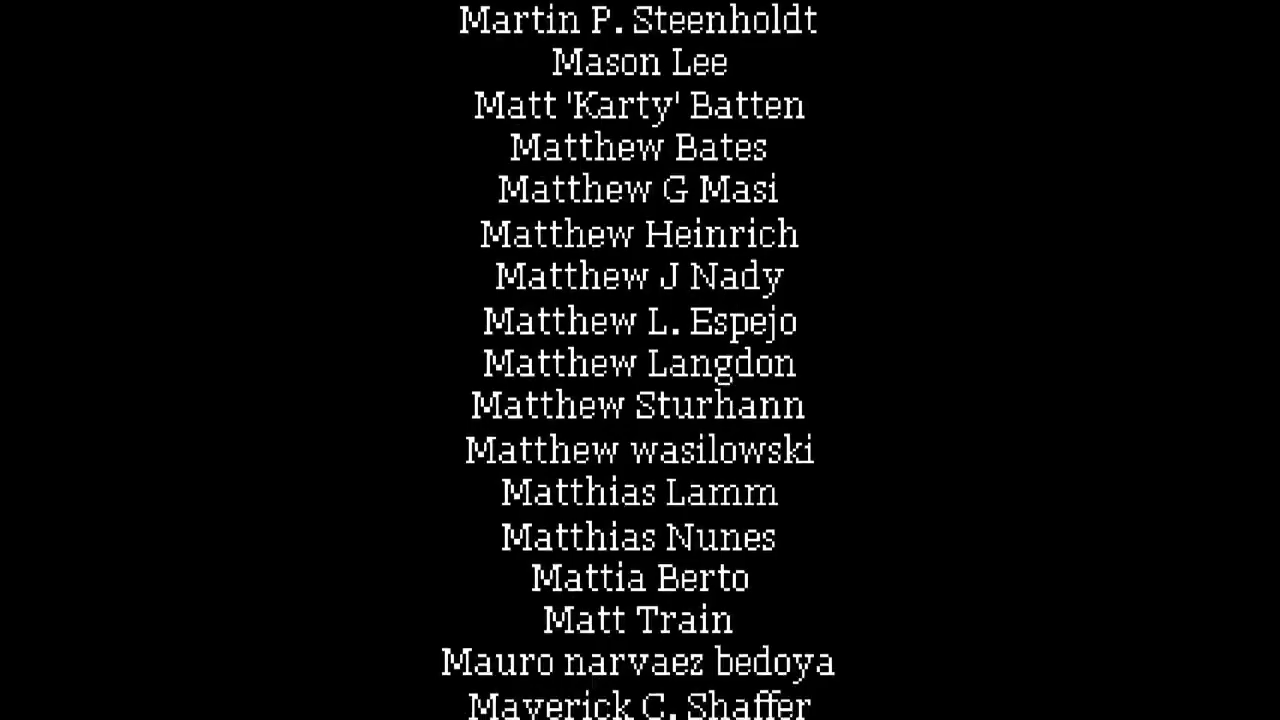 Martin P. Steenholdt
Mason Lee
Matt 'Karty' Batten
Matthew Bates
Matthew G Masi
Matthew Heinrich
Matthew J Nady
Matthew L. Espejo
Matthew Langdon
Matthew Sturhann
Matthew wasilowski
Matthias Lamm
Matthias Nunes
Mattia Berto
Matt Train
Mauro narvaez bedoya
Maverick C. Shaffer